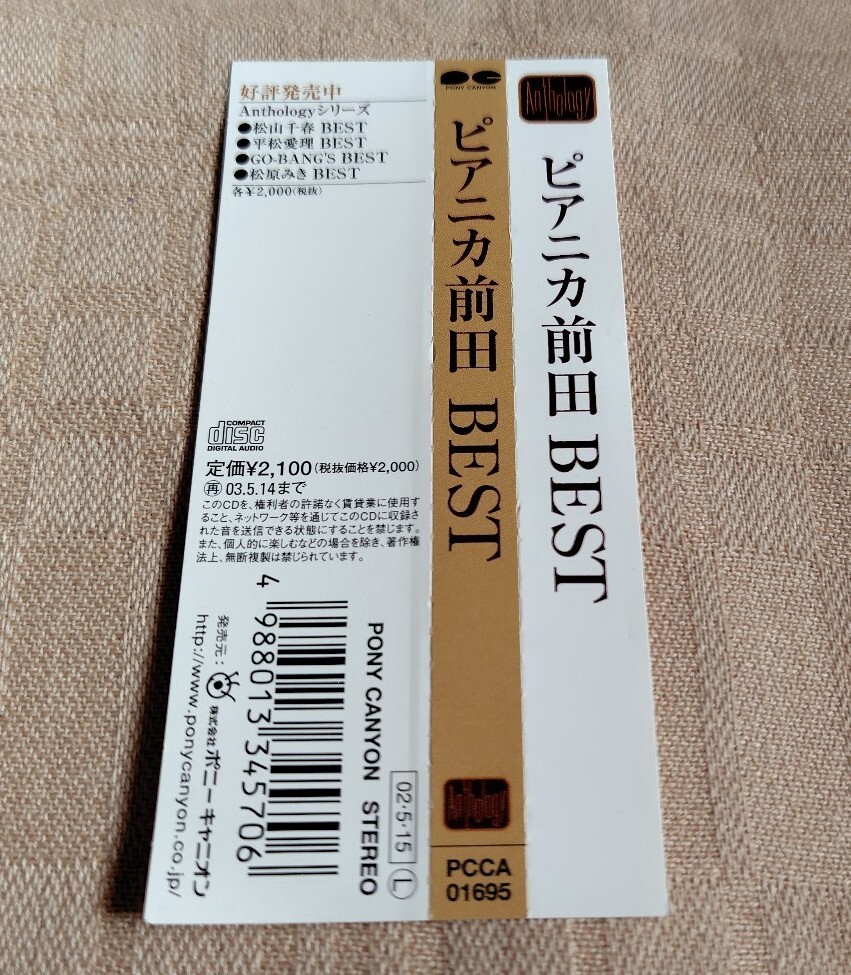 Anthology
ピアニカ前田 BEST
PONY CANYON
ピアニカ前田 BEST
Anthology
PCCA
01695
好評発売中
Anthologyシリーズ
●松山千春 BEST
●平松愛理 BEST
●GO-BANG'S BEST
●松原みき BEST
各¥2,000(税抜)
COMPACT
disc
DIGITAL AUDIO
定価¥2,100(税抜価格¥2,000)
㊢ 03.5.14まで
このCDを、権利者の許諾なく賃貸業に使用す
ること、ネットワーク等を通じてこのCDに収録さ
れた音を送信できる状態にすることを禁じます。
また、個人的に楽しむなどの場合を除き、著作権
法上、無断複製は禁じられています。
4 988013 345706
PONY CANYON STEREO
02・5・15 Ⓛ
発売元： 株式会社ポニーキャニオン
http://www.ponycanyon.co.jp/